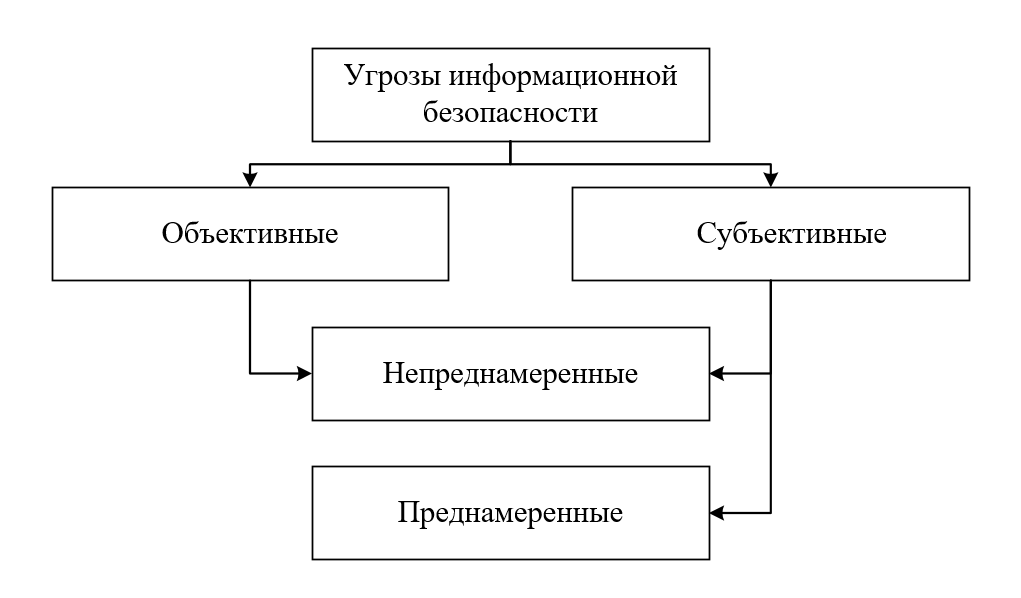 Угрозы информационной
безопасности
Объективные
Субъективные
Непреднамеренные
Преднамеренные